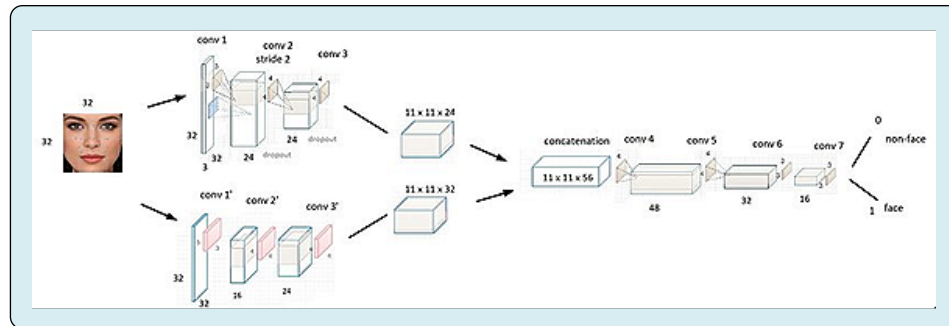 32
32
conv 1
conv 2
stride 2
conv 3
32
32
3
24
dropout
24
dropout
11 x 11 x 24
conv 1'
conv 2'
conv 3'
32
32
16
24
11 x 11 x 32
concatenation
11 x 11 x 56
conv 4
48
conv 5
32
conv 6
16
conv 7
0
non-face
1
face